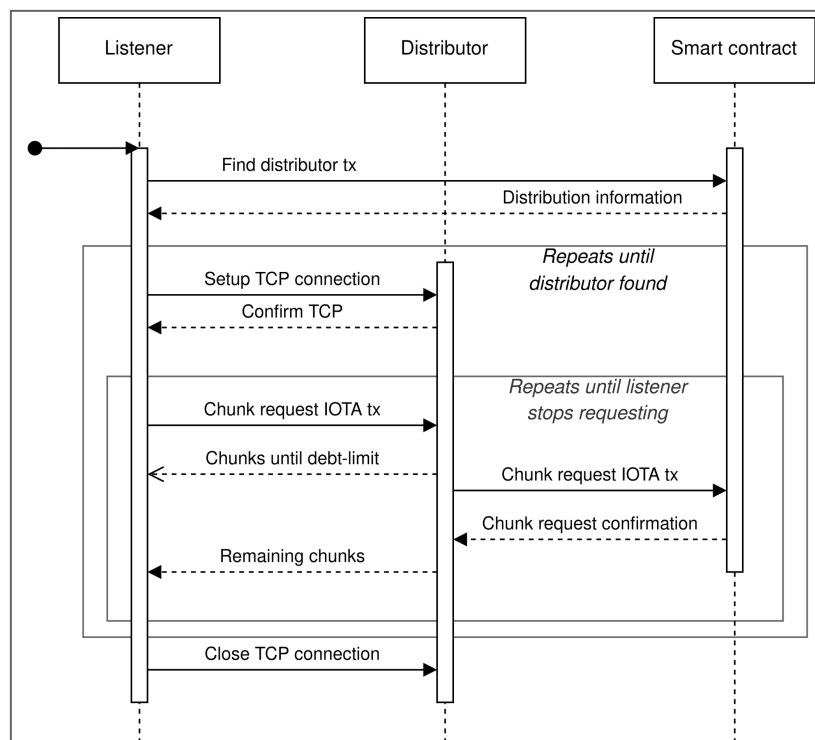 Listener
Distributor
Smart contract
Find distributor tx
Distribution information
Repeats until
distributor found
Setup TCP connection
Confirm TCP
Repeats until listener
stops requesting
Chunk request IOTA tx
Chunks until debt-limit
Chunk request IOTA tx
Chunk request confirmation
Remaining chunks
Close TCP connection